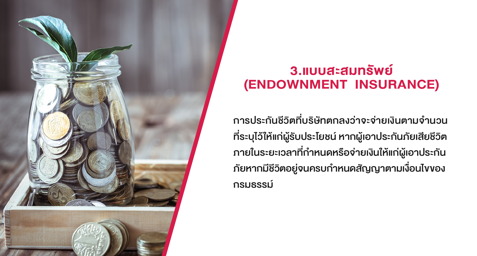 3.แบบสะสมทรัพย์
(ENDOWNMENT INSURANCE)
การประกันชีวิตที่บริษัทตกลงว่าจะจ่ายเงินตามจำนวน
ที่ระบุไว้ให้แก่ผู้รับประโยชน์ หากผู้เอาประกันภัยเสียชีวิต
ภายในระยะเวลาที่กำหนดหรือจ่ายเงินให้แก่ผู้เอาประกัน
ภัยหากมีชีวิตอยู่จนครบกำหนดสัญญาตามเงื่อนไขของ
กรมธรรม์